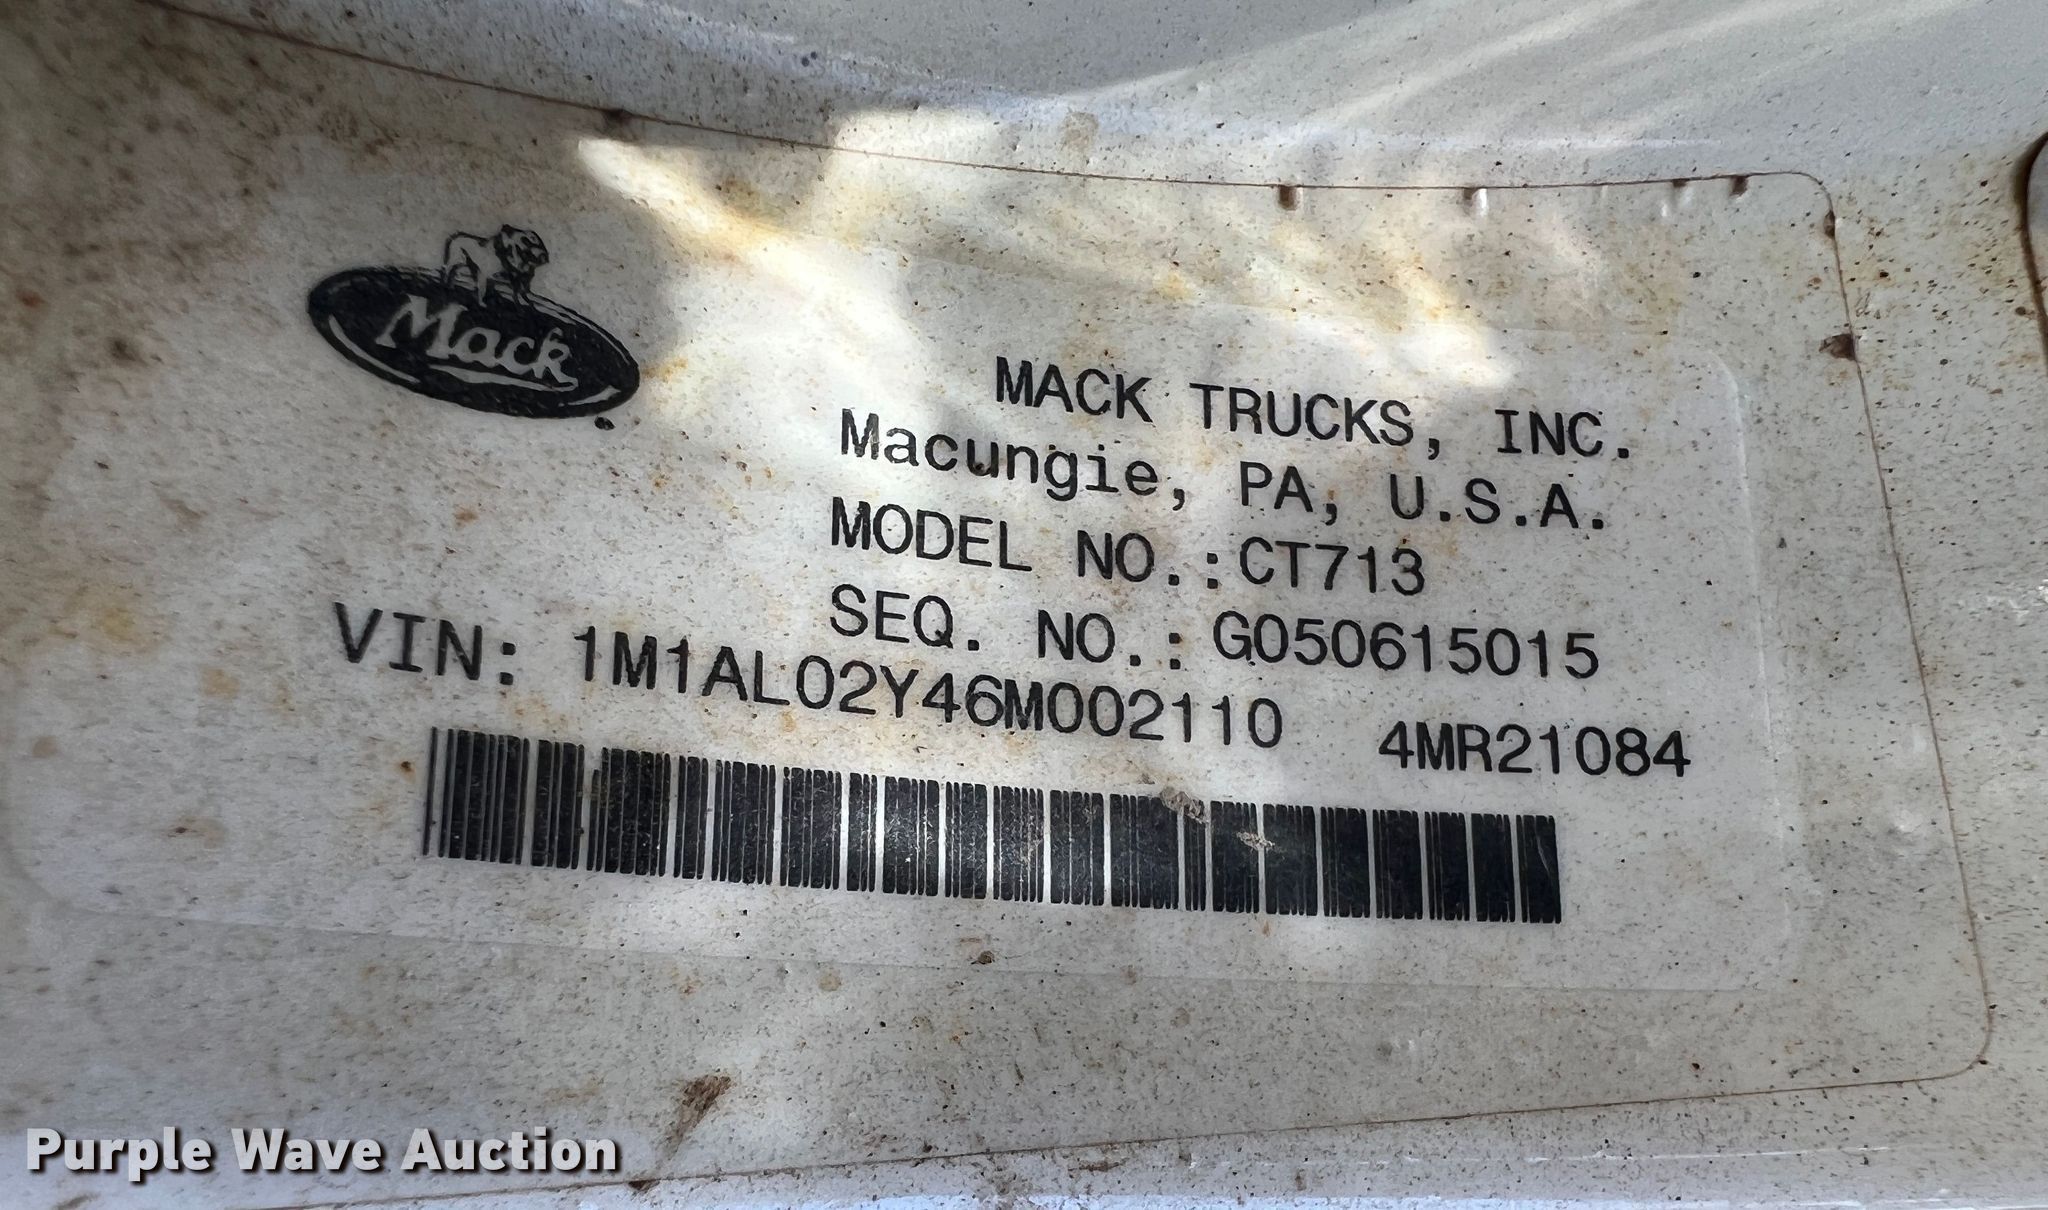 Mack
MACK TRUCKS, INC.
Macungie, PA, U.S.A.
MODEL NO.:CT713
SEQ. NO.:G050615015
VIN: 1M1AL02Y46M002110 4MR21084
Purple Wave Auction